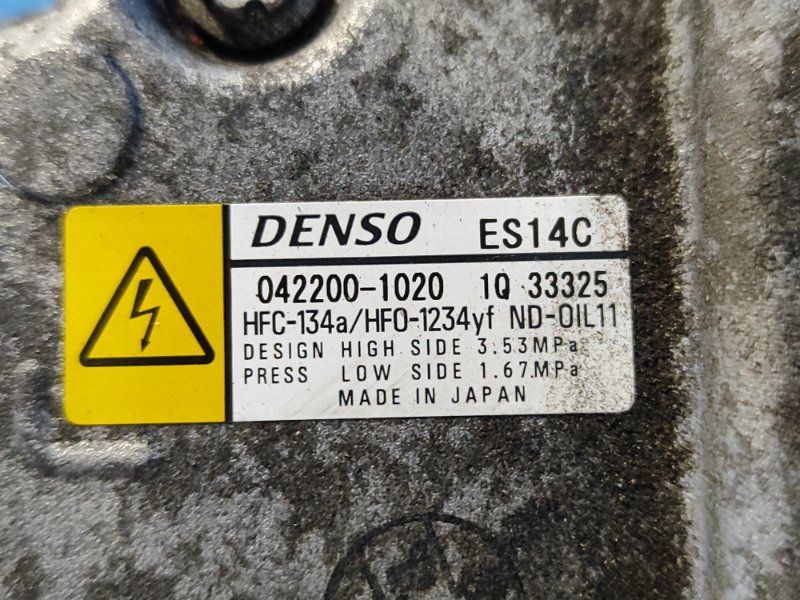 DENSO ES14C
042200-1020 1Q 33325
HFC-134a/HFO-1234yf ND-OIL11
DESIGN HIGH SIDE 3.53MPa
PRESS LOW SIDE 1.67MPa
MADE IN JAPAN